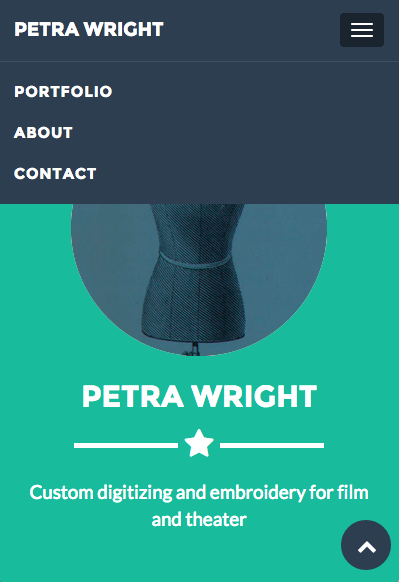 PETRA WRIGHT
PORTFOLIO
ABOUT
CONTACT
PETRA WRIGHT
Custom digitizing and embroidery for film
and theater